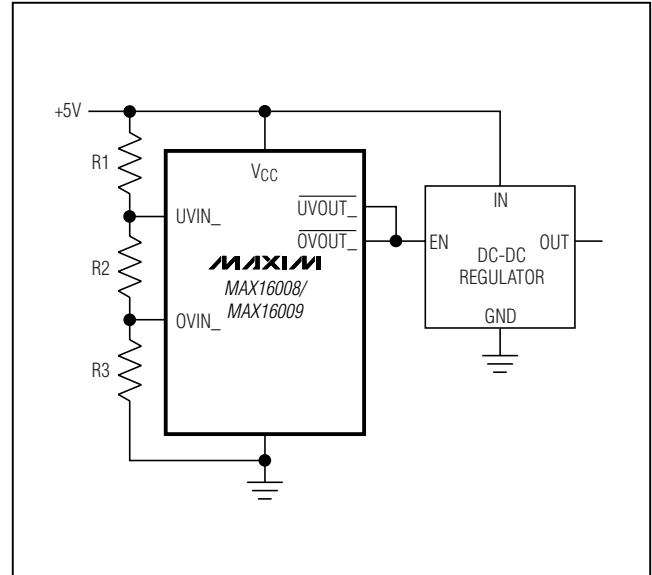 +5V
R1
R2
R3
VCC
UVIN_
OVIN_
UVOUT_
OVOUT_
MAXIM
MAX16008/
MAX16009
IN
EN
OUT
DC-DC
REGULATOR
GND